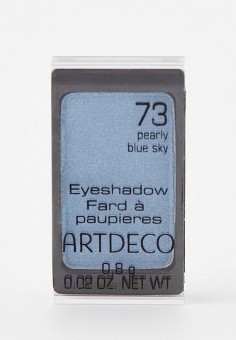 73
pearly
blue sky
Eyeshadow
Fard à
paupieres
ARTDECO
0,8 g
0.02 OZ. NET WT